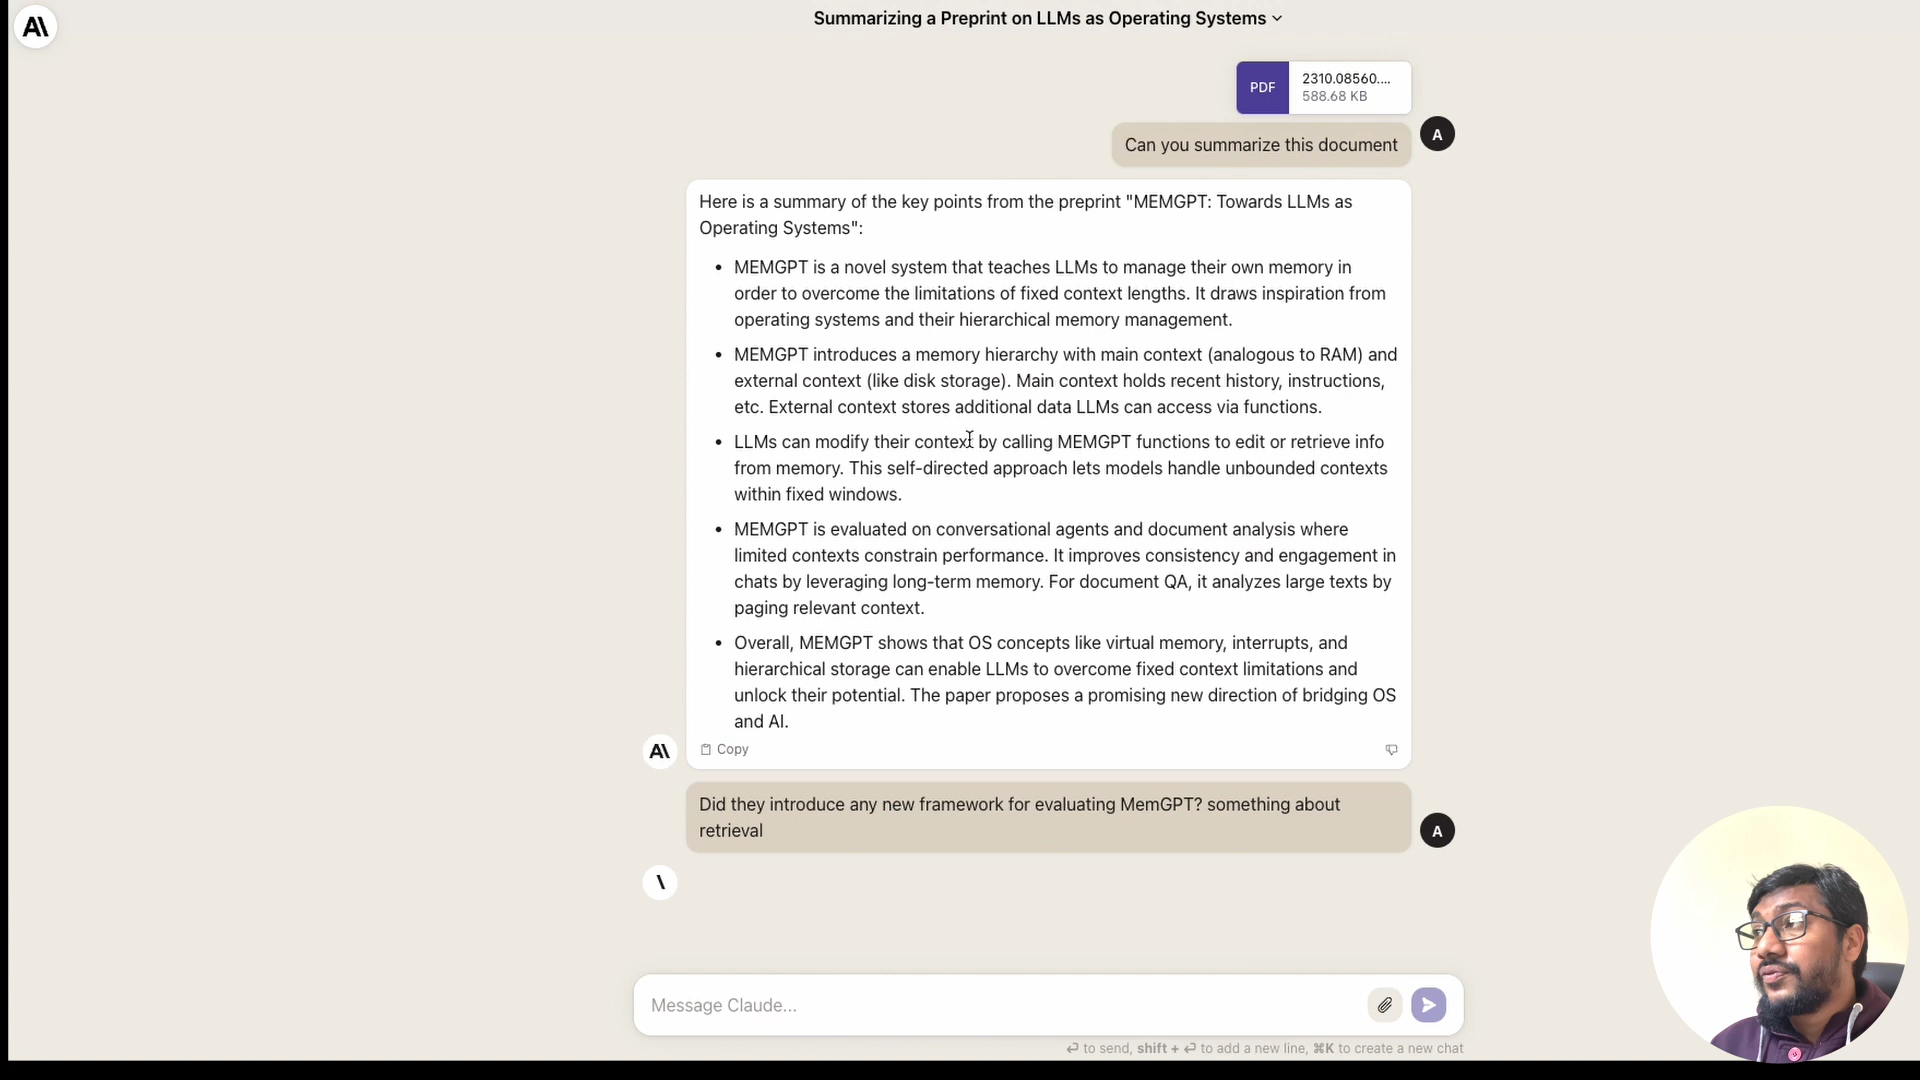 A\
Summarizing a Preprint on LLMs as Operating Systems
PDF
2310.08560....
588.68 KB
Can you summarize this document
A
Here is a summary of the key points from the preprint "MEMGPT: Towards LLMs as
Operating Systems":
• MEMGPT is a novel system that teaches LLMs to manage their own memory in
order to overcome the limitations of fixed context lengths. It draws inspiration from
operating systems and their hierarchical memory management.
• MEMGPT introduces a memory hierarchy with main context (analogous to RAM) and
external context (like disk storage). Main context holds recent history, instructions,
etc. External context stores additional data LLMs can access via functions.
• LLMs can modify their context by calling MEMGPT functions to edit or retrieve info
from memory. This self-directed approach lets models handle unbounded contexts
within fixed windows.
• MEMGPT is evaluated on conversational agents and document analysis where
limited contexts constrain performance. It improves consistency and engagement in
chats by leveraging long-term memory. For document QA, it analyzes large texts by
paging relevant context.
• Overall, MEMGPT shows that OS concepts like virtual memory, interrupts, and
hierarchical storage can enable LLMs to overcome fixed context limitations and
unlock their potential. The paper proposes a promising new direction of bridging OS
and AI.
A\
Copy
Did they introduce any new framework for evaluating MemGPT? something about
retrieval
A
\
Message Claude...
⏎ to send, shift + ⏎ to add a new line, ⌘K to create a new chat